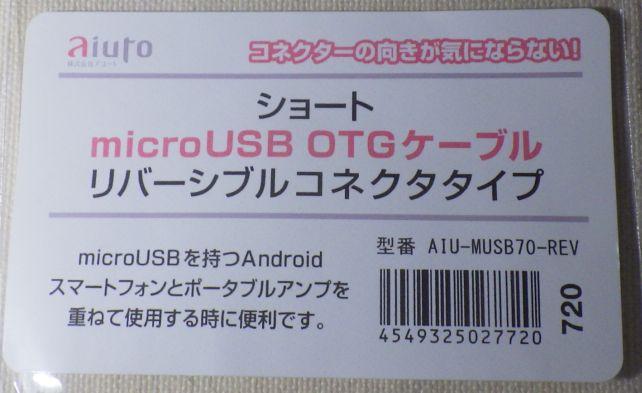 aiuto
株式会社アユート
コネクターの向きが気にならない!
ショート
microUSB OTGケーブル
リバーシブルコネクタタイプ
microUSBを持つAndroid
スマートフォンとポータブルアンプを
重ねて使用する時に便利です。
型番 AIU-MUSB70-REV
4549325027720
720